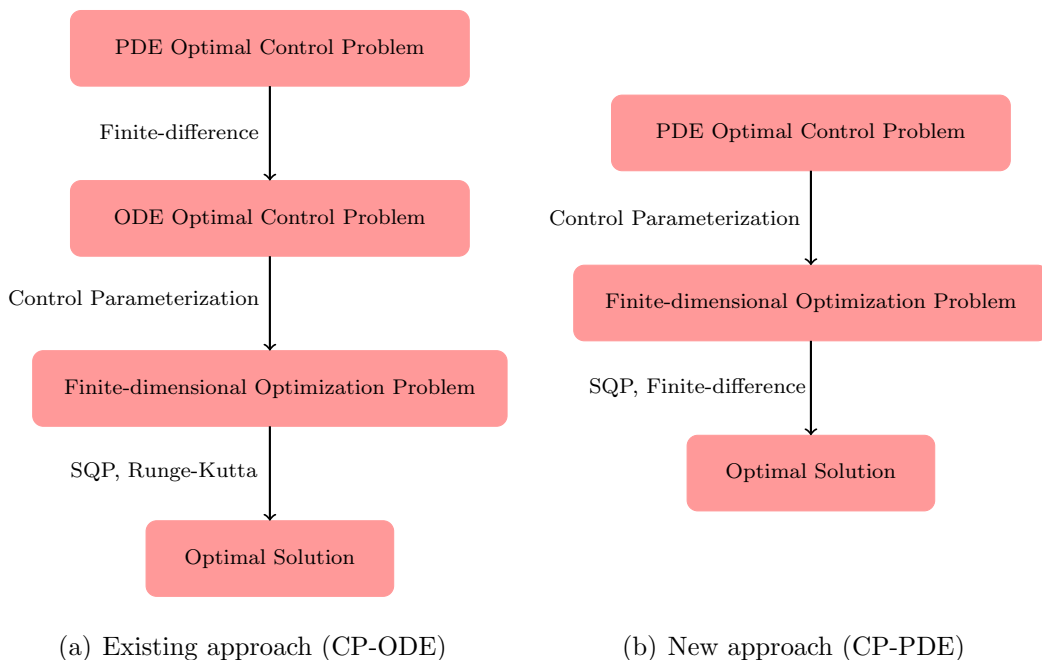 PDE Optimal Control Problem
Finite-difference
ODE Optimal Control Problem
Control Parameterization
Finite-dimensional Optimization Problem
SQP, Runge-Kutta
Optimal Solution
(a) Existing approach (CP-ODE)
PDE Optimal Control Problem
Control Parameterization
Finite-dimensional Optimization Problem
SQP, Finite-difference
Optimal Solution
(b) New approach (CP-PDE)